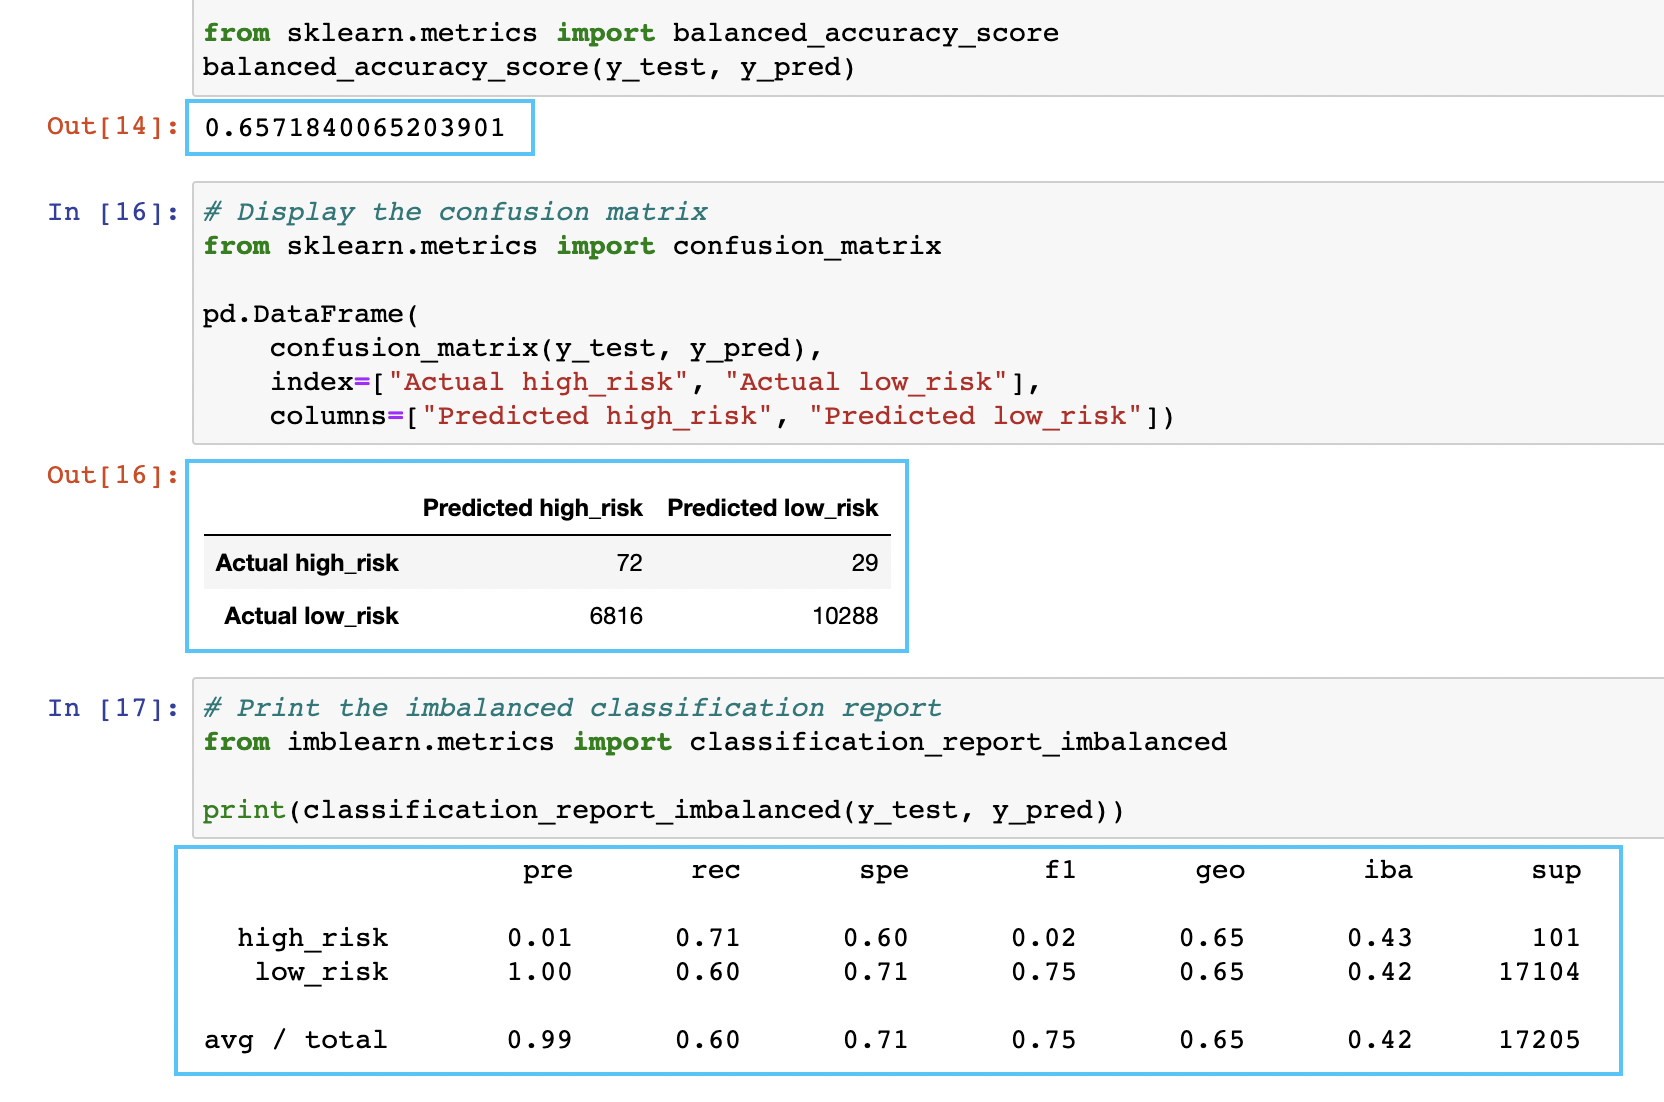 from sklearn.metrics import balanced_accuracy_score
balanced_accuracy_score(y_test, y_pred)
Out[14]: 0.6571840065203901
In [16]: # Display the confusion matrix
from sklearn.metrics import confusion_matrix
pd.DataFrame(
confusion_matrix(y_test, y_pred),
index=["Actual high_risk", "Actual low_risk"],
columns=["Predicted high_risk", "Predicted low_risk"])
Out[16]:
Predicted high_risk Predicted low_risk
Actual high_risk 72 29
Actual low_risk 6816 10288
In [17]: # Print the imbalanced classification report
from imblearn.metrics import classification_report_imbalanced
print(classification_report_imbalanced(y_test, y_pred))
pre rec spe f1 geo iba sup
high_risk 0.01 0.71 0.60 0.02 0.65 0.43 101
low_risk 1.00 0.60 0.71 0.75 0.65 0.42 17104
avg / total 0.99 0.60 0.71 0.75 0.65 0.42 17205